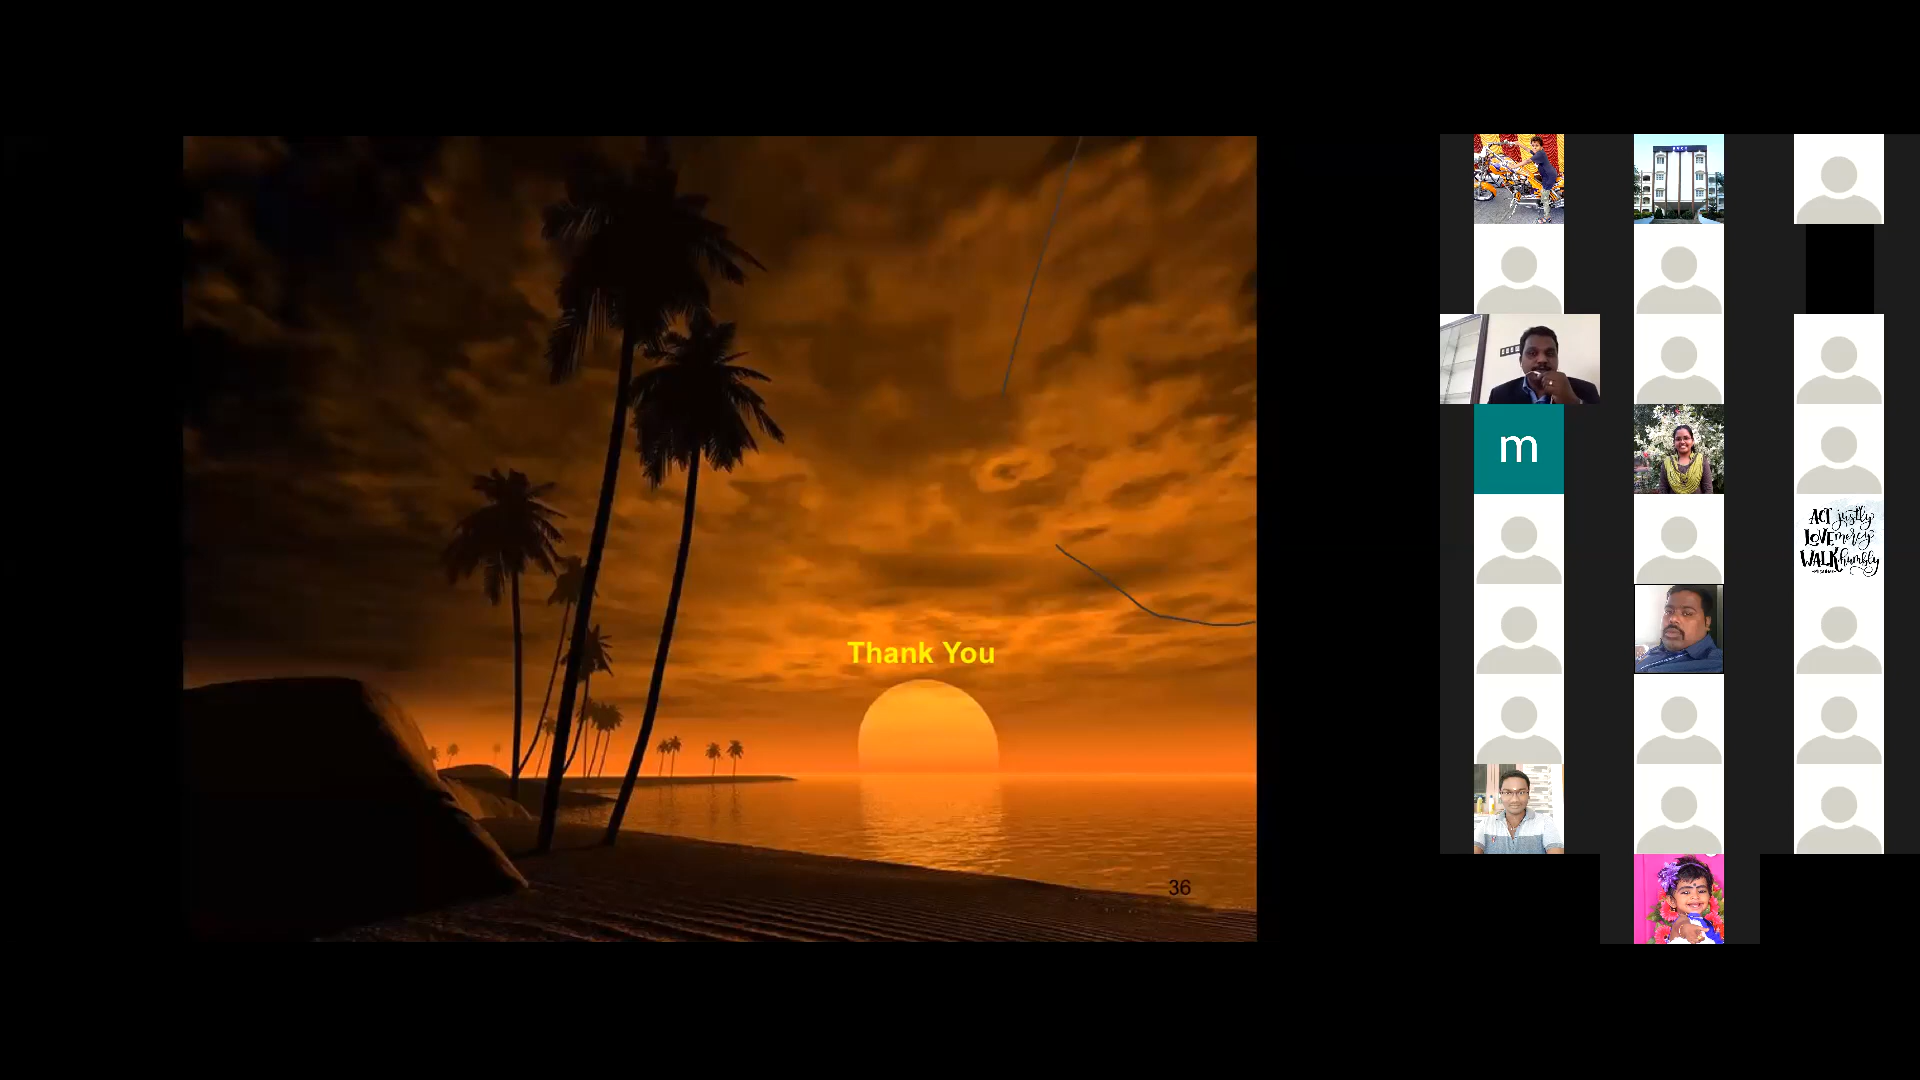 Thank You
36
m
ACT justly
LOVE mercy
WALK humbly